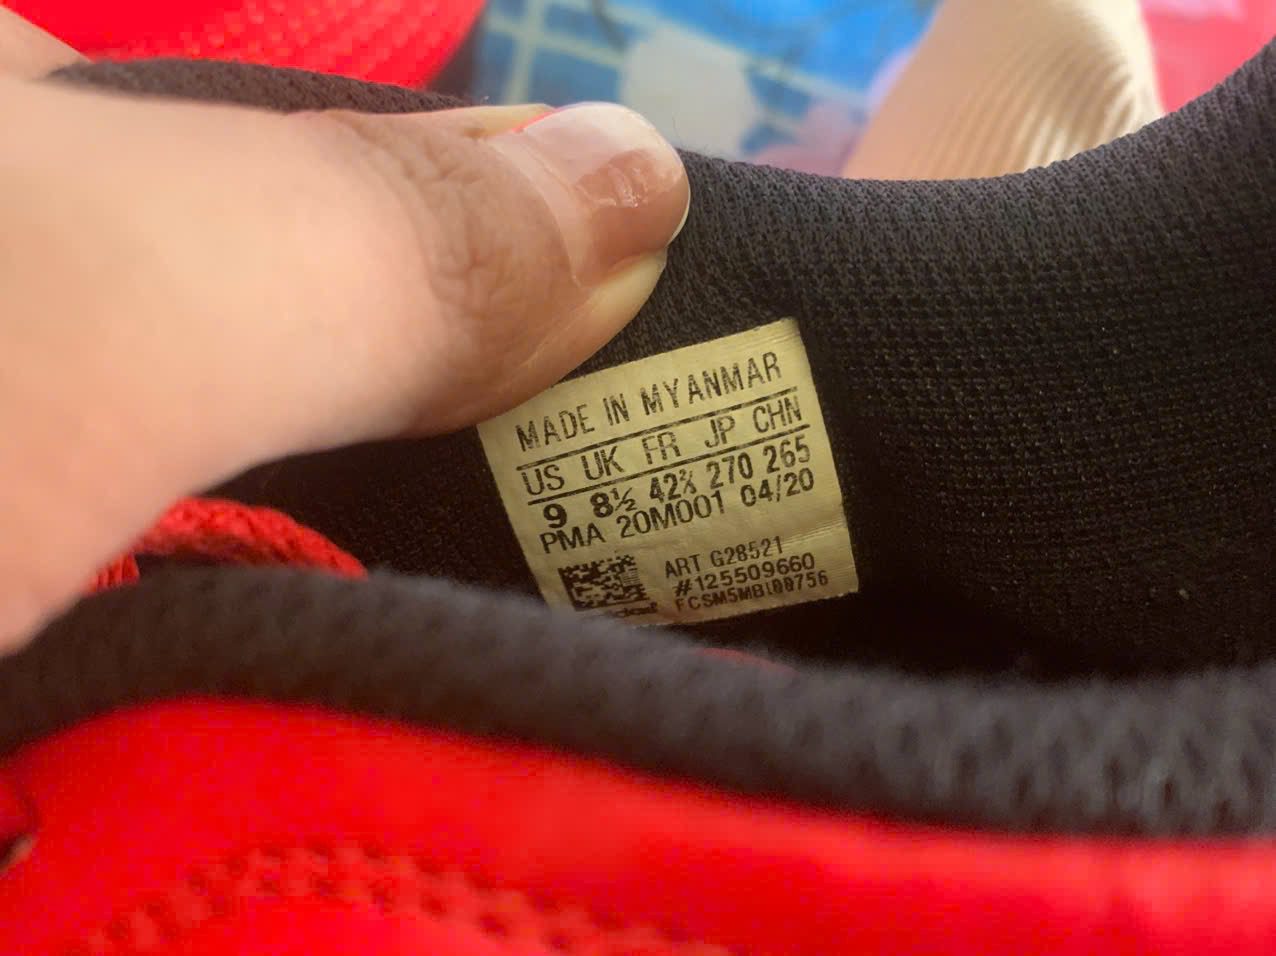 MADE IN MYANMAR
US UK FR JP CHN
9 8½ 42⅔ 270 265
PMA 20M001 04/20
ART G28521
#125509660